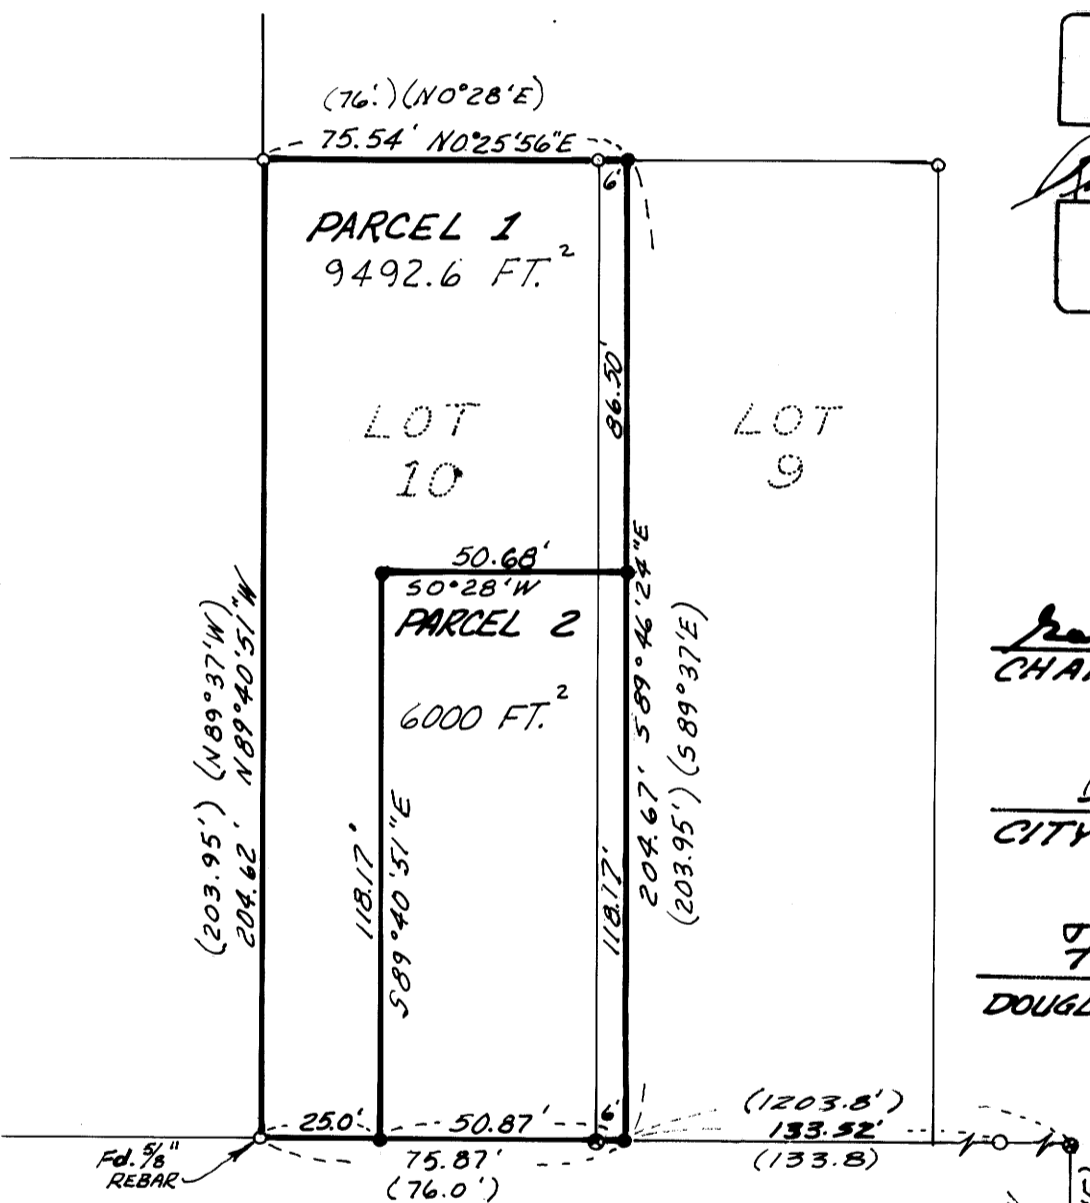 (76.') (N0°28'E)
75.54' N0°25'56"E
6'
PARCEL 1
9492.6 FT.²
86.50'
LOT
10
LOT
9
50.68'
S0°28'W
PARCEL 2
6000 FT.²
(203.95') (N89°37'W)
204.62' N89°40'51"W
118.17'
S89°40'51"E
118.17'
204.67' S89°46'24"E
(203.95') (S89°37'E)
CHA
CITY
DOUGL
25.0'
50.87'
6'
75.87'
(76.0')
(1203.8')
133.52'
(133.8)
Fd. 5/8"
REBAR